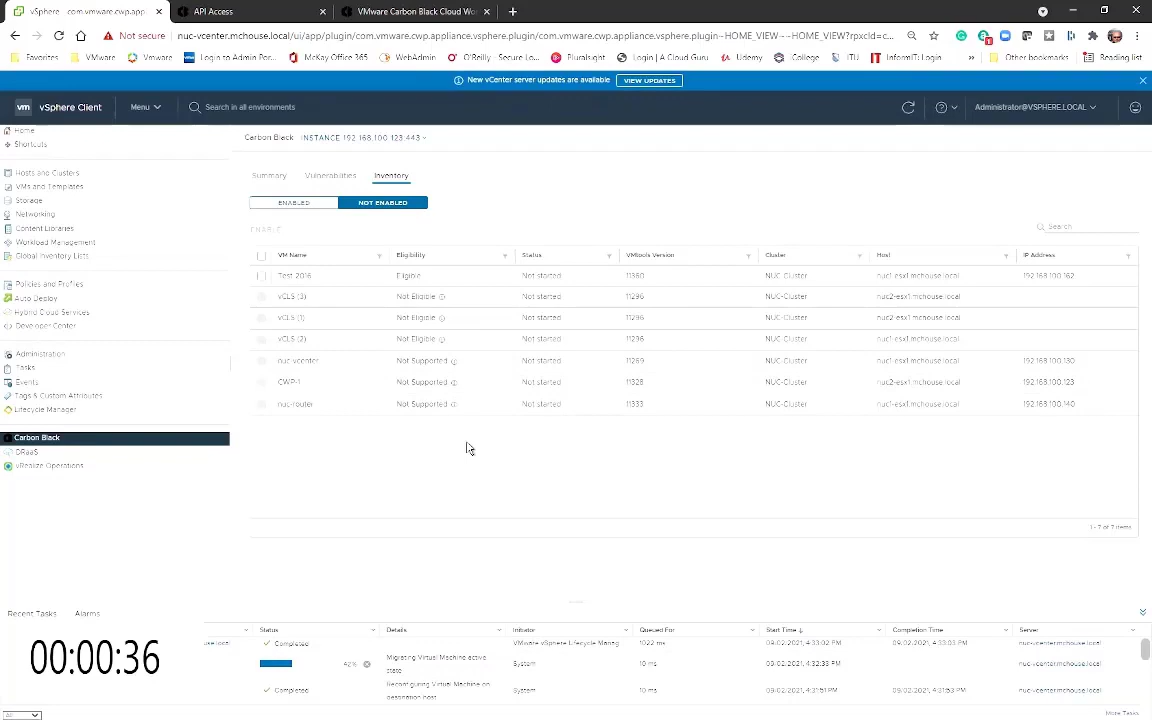 vSphere - com.vmware.cwp.app
API Access
VMware Carbon Black Cloud Wo
Not secure
nuc-vcenter.mchouse.local/ui/app/plugin/com.vmware.cwp.appliance.vsphere.plugin/com.vmware.cwp.appliance.vsphere.plugin~HOME_VIEW~~HOME_VIEW?rpxcId=c...
Favorites VMware Vmware Login to Admin Por... McKay Office 365 WebAdmin O'Reilly Secure Lo... Pluralsight Login | A Cloud Guru Udemy College ITU InformIT: Login » Other bookmarks Reading list
New vCenter server updates are available VIEW UPDATES
vm vSphere Client Menu Search in all environments Administrator@VSPHERE.LOCAL
Home
Shortcuts
Hosts and Clusters
VMs and Templates
Storage
Networking
Content Libraries
Workload Management
Global Inventory Lists
Policies and Profiles
Auto Deploy
Hybrid Cloud Services
Developer Center
Administration
Tasks
Events
Tags & Custom Attributes
Lifecycle Manager
Carbon Black
DRaaS
vRealize Operations
Carbon Black INSTANCE 192.168.100.123:443
Summary Vulnerabilities Inventory
ENABLED NOT ENABLED
ENABLE
Search
VM Name Eligibility Status VMtools Version Cluster Host IP Address
Test 2016 Eligible Not started 11360 NUC-Cluster nuc1-esx1.mchouse.local 192.168.100.162
vCLS (3) Not Eligible Not started 11296 NUC-Cluster nuc2-esx1.mchouse.local
vCLS (1) Not Eligible Not started 11296 NUC-Cluster nuc2-esx1.mchouse.local
vCLS (2) Not Eligible Not started 11296 NUC-Cluster nuc1-esx1.mchouse.local
nuc-vcenter Not Supported Not started 11269 NUC-Cluster nuc1-esx1.mchouse.local 192.168.100.130
CWP-1 Not Supported Not started 11328 NUC-Cluster nuc2-esx1.mchouse.local 192.168.100.123
nuc-router Not Supported Not started 11333 NUC-Cluster nuc1-esx1.mchouse.local 192.168.100.140
1 - 7 of 7 items
Recent Tasks Alarms
Status Details Initiator Queued For Start Time ↓ Completion Time Server
use.local Completed VMware vSphere Lifecycle Manag 1022 ms 09/02/2021, 4:33:02 PM 09/02/2021, 4:33:03 PM nuc-vcenter.mchouse.local
42% Migrating Virtual Machine active state System 10 ms 09/02/2021, 4:32:33 PM nuc-vcenter.mchouse.local
Completed Reconfiguring Virtual Machine on destination host System 10 ms 09/02/2021, 4:31:51 PM 09/02/2021, 4:31:53 PM nuc-vcenter.mchouse.local
00:00:36
All
More Tasks